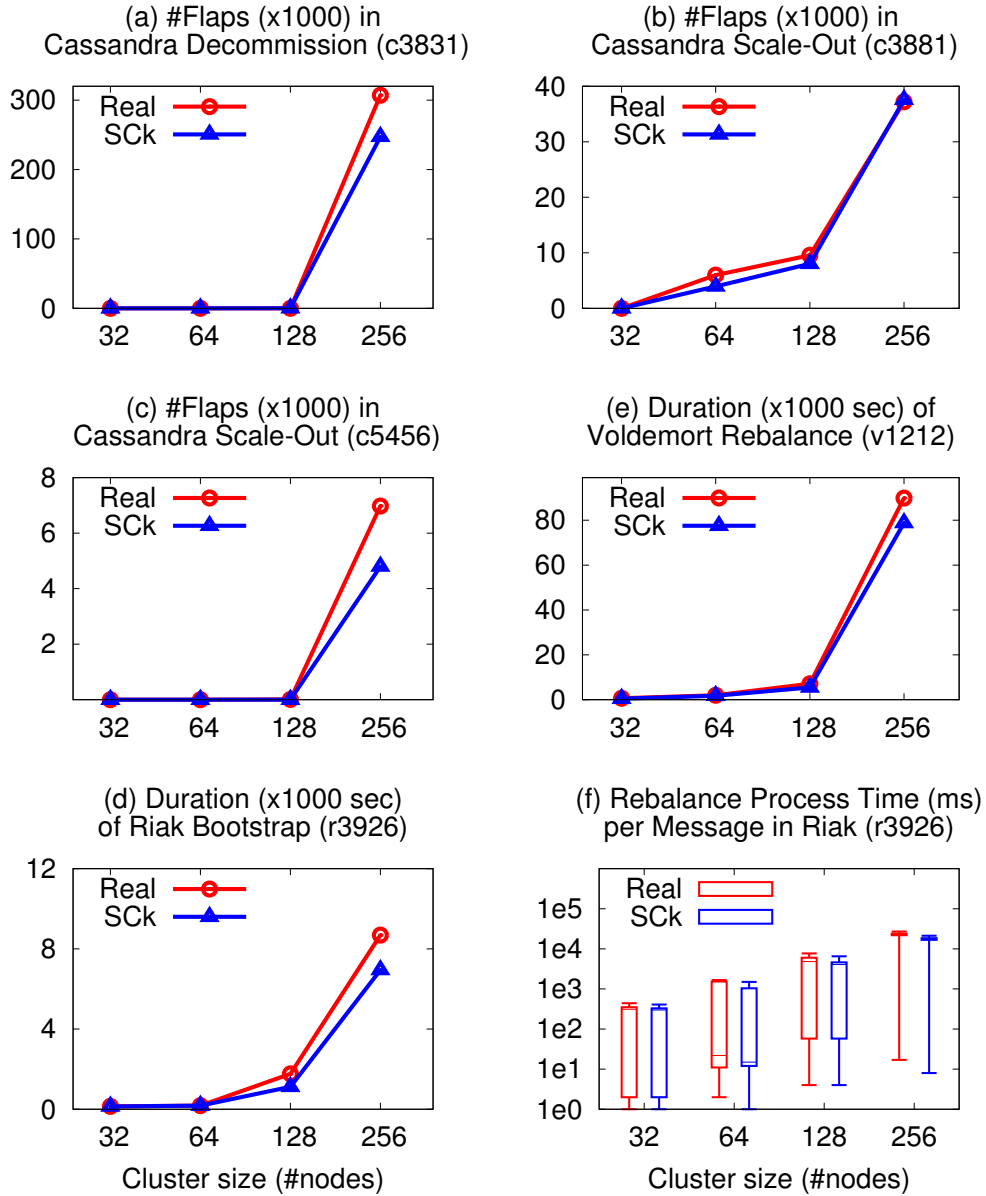 (a) #Flaps (x1000) in
Cassandra Decommission (c3831)
300
200
100
0
Real
SCk
32 64 128 256
(b) #Flaps (x1000) in
Cassandra Scale-Out (c3881)
40
30
20
10
0
Real
SCk
32 64 128 256
(c) #Flaps (x1000) in
Cassandra Scale-Out (c5456)
8
6
4
2
Real
SCk
32 64 128 256
(e) Duration (x1000 sec) of
Voldemort Rebalance (v1212)
80
60
40
20
0
Real
SCk
32 64 128 256
(d) Duration (x1000 sec)
of Riak Bootstrap (r3926)
12
8
4
0
Real
SCk
32 64 128 256
Cluster size (#nodes)
(f) Rebalance Process Time (ms)
per Message in Riak (r3926)
1e5
1e4
1e3
1e2
1e1
1e0
Real
SCk
32 64 128 256
Cluster size (#nodes)